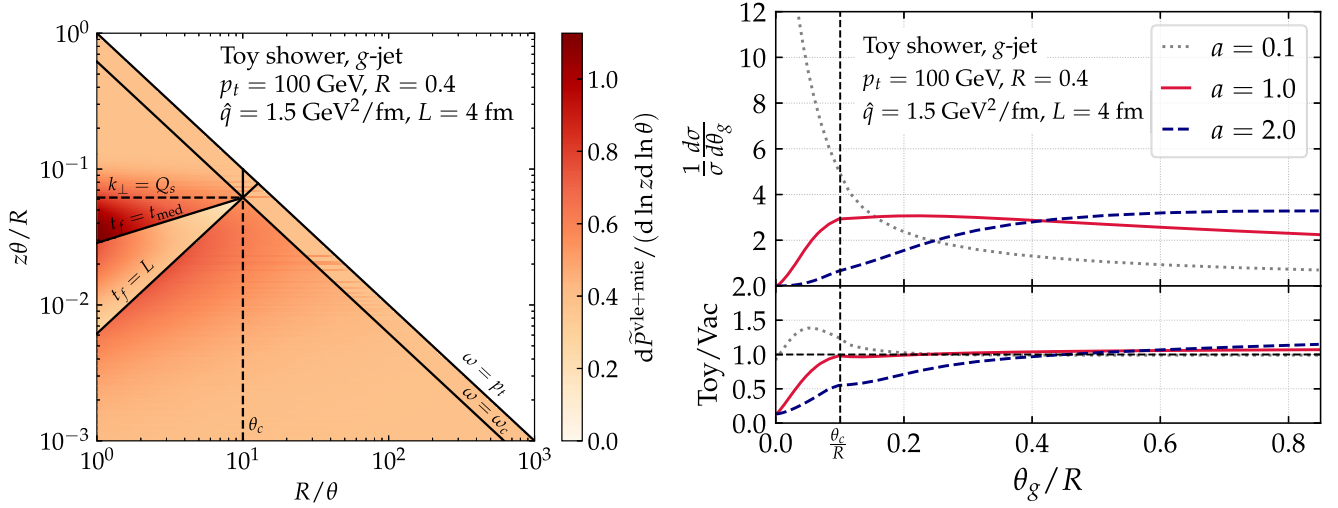 Toy shower, g-jet
p_t = 100 GeV, R = 0.4
q̂ = 1.5 GeV²/fm, L = 4 fm
10⁰
10⁻¹
10⁻²
10⁻³
zθ/R
k_⊥ = Q_s
t_f = t_med
t_f = L
ω = p_t
ω = ω_c
θ_c
10⁰ 10¹ 10² 10³
R/θ
1.0
0.8
0.6
0.4
0.2
0.0
dP̃^vle+mie/(d ln z d ln θ)
12
10
8
6
4
2
1/σ dσ/dθ_g
Toy shower, g-jet
p_t = 100 GeV, R = 0.4
q̂ = 1.5 GeV²/fm, L = 4 fm
a = 0.1
a = 1.0
a = 2.0
2.0
1.5
1.0
0.5
0.0
Toy/Vac
0.0 θ_c/R 0.2 0.4 0.6 0.8
θ_g/R